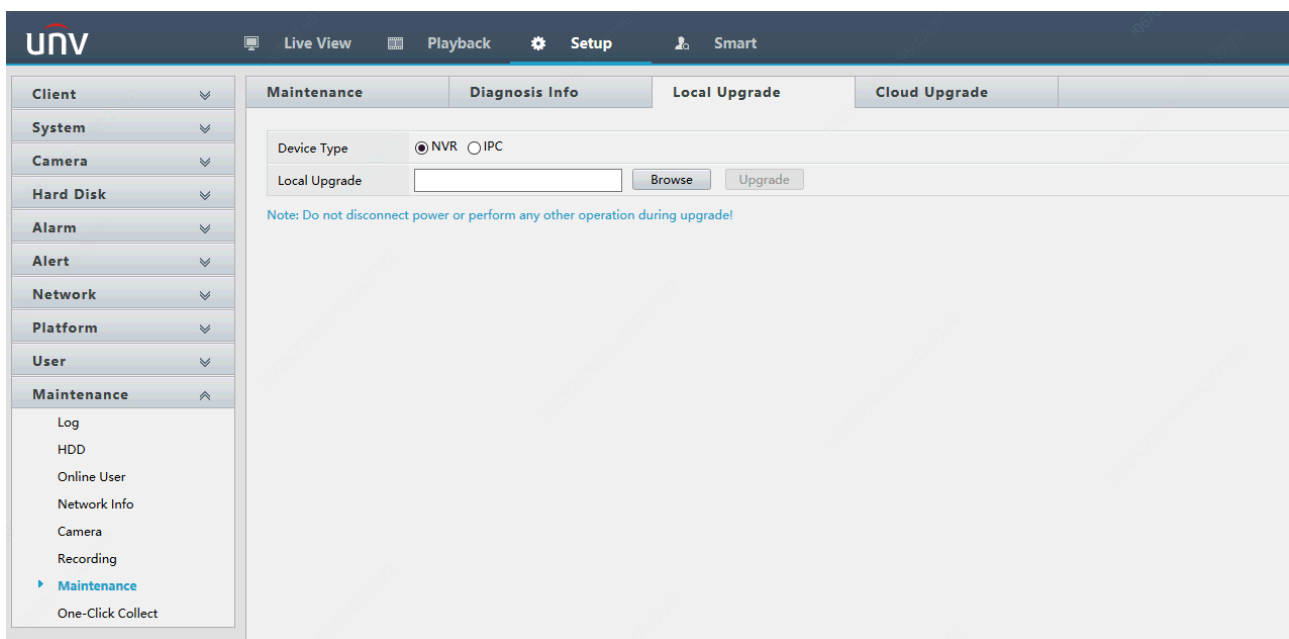 unv Live View Playback Setup Smart
Client
System
Camera
Hard Disk
Alarm
Alert
Network
Platform
User
Maintenance
Log
HDD
Online User
Network Info
Camera
Recording
Maintenance
One-Click Collect
Maintenance Diagnosis Info Local Upgrade Cloud Upgrade
Device Type NVR IPC
Local Upgrade Browse Upgrade
Note: Do not disconnect power or perform any other operation during upgrade!